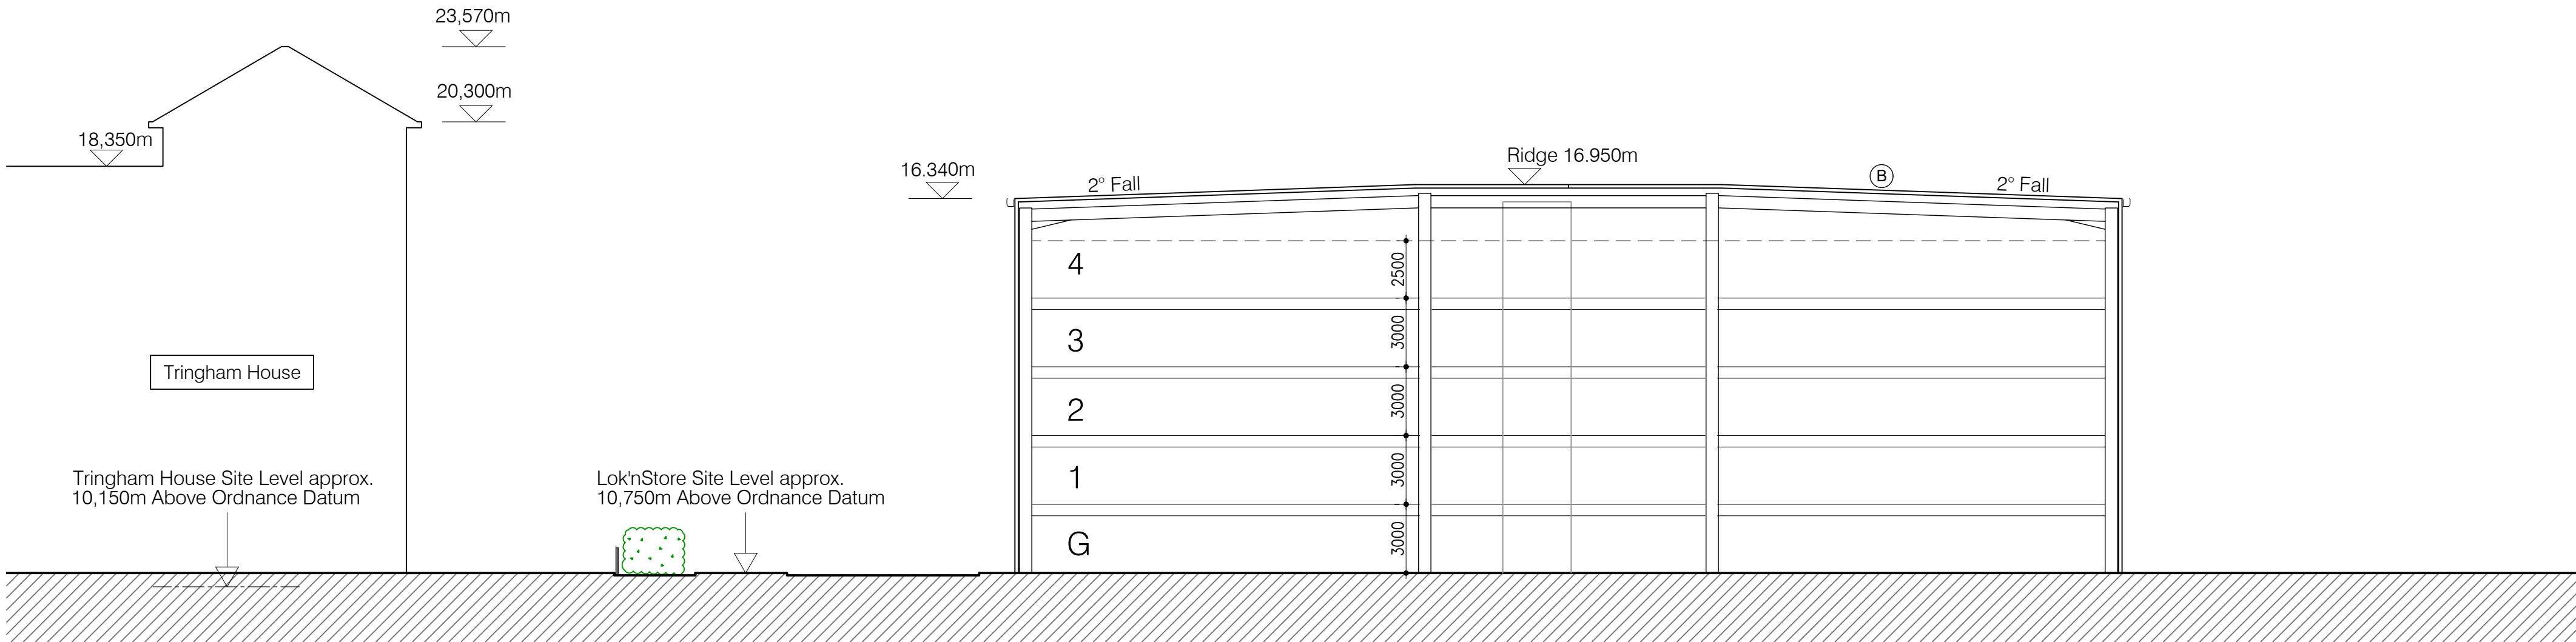 23,570m
20,300m
18,350m
Tringham House
Tringham House Site Level approx.
10,150m Above Ordnance Datum
Lok'nStore Site Level approx.
10,750m Above Ordnance Datum
16.340m
2° Fall
Ridge 16.950m
B
2° Fall
4
2500
3
3000
2
3000
1
3000
G
3000